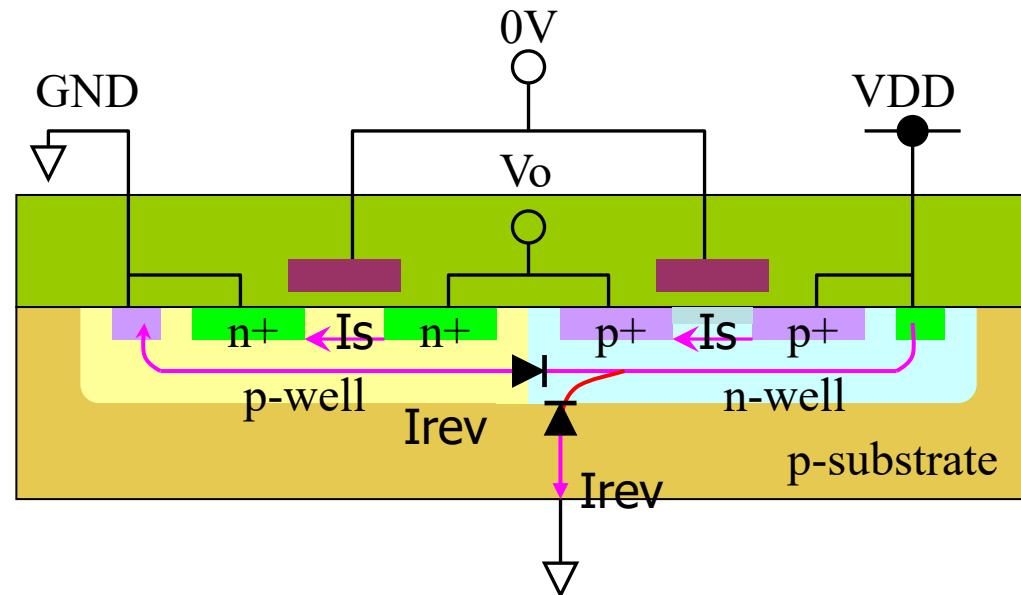 0V
GND
VDD
Vo
n+
Is
n+
p+
Is
p+
p-well
n-well
Irev
p-substrate
Irev